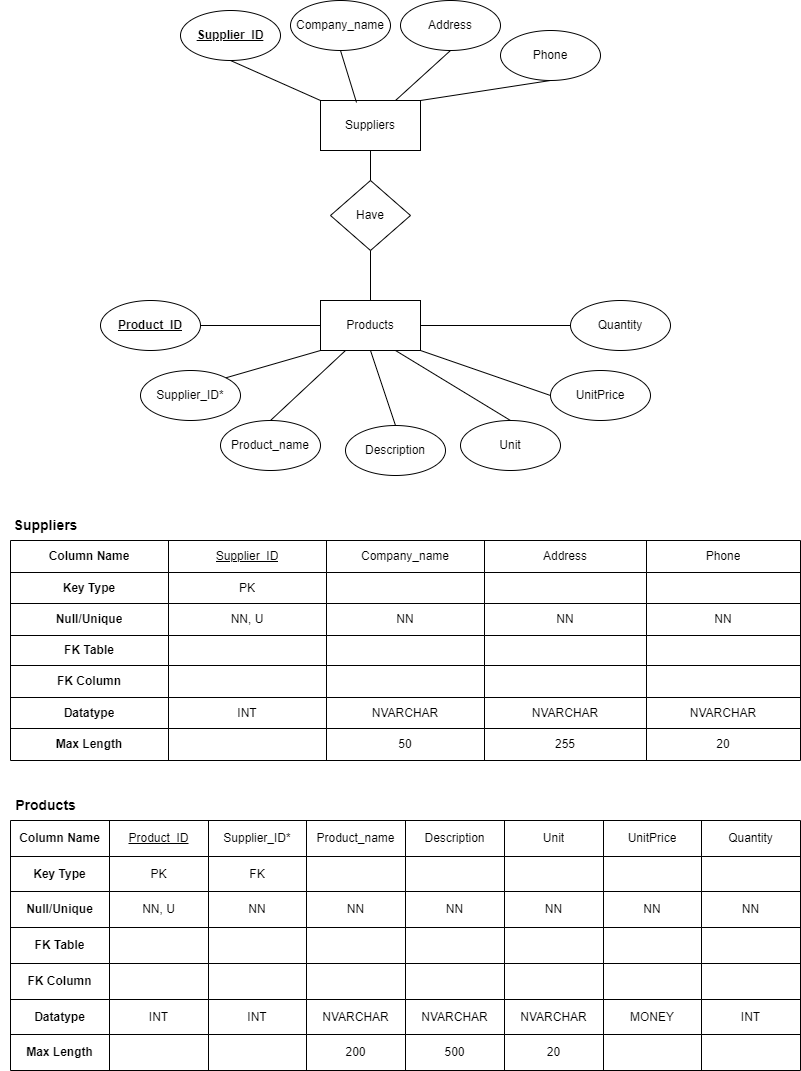 Supplier_ID
Company_name
Address
Phone
Suppliers
Have
Product_ID
Products
Quantity
Supplier_ID*
UnitPrice
Product_name
Description
Unit
Suppliers
Column Name Supplier_ID Company_name Address Phone
Key Type PK
Null/Unique NN, U NN NN NN
FK Table
FK Column
Datatype INT NVARCHAR NVARCHAR NVARCHAR
Max Length 50 255 20
Products
Column Name Product_ID Supplier_ID* Product_name Description Unit UnitPrice Quantity
Key Type PK FK
Null/Unique NN, U NN NN NN NN NN NN
FK Table
FK Column
Datatype INT INT NVARCHAR NVARCHAR NVARCHAR MONEY INT
Max Length 200 500 20